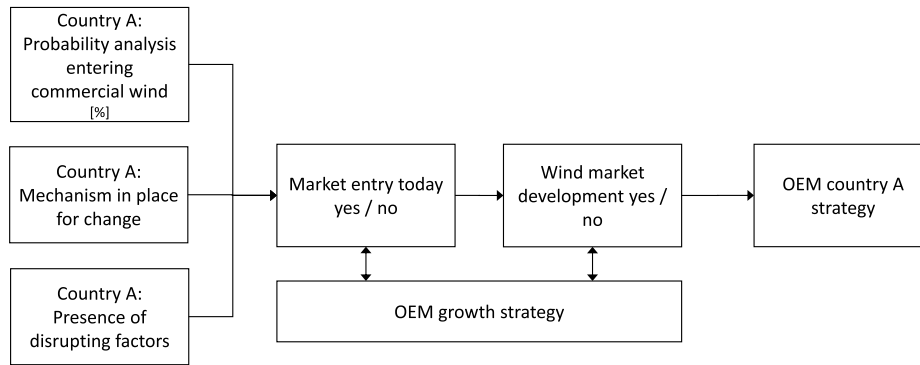 Country A:
Probability analysis
entering
commercial wind
[%]
Country A:
Mechanism in place
for change
Country A:
Presence of
disrupting factors
Market entry today
yes / no
Wind market
development yes /
no
OEM country A
strategy
OEM growth strategy